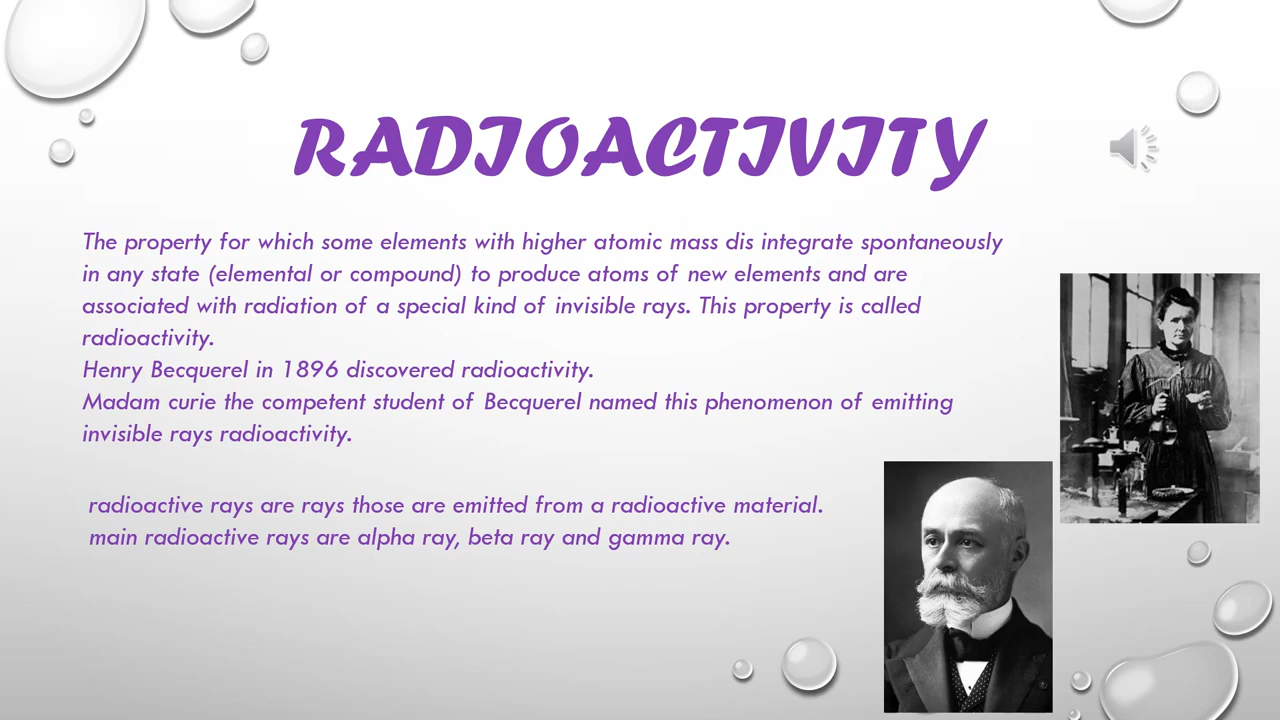 RADIOACTIVITY
The property for which some elements with higher atomic mass dis integrate spontaneously
in any state (elemental or compound) to produce atoms of new elements and are
associated with radiation of a special kind of invisible rays. This property is called
radioactivity.
Henry Becquerel in 1896 discovered radioactivity.
Madam curie the competent student of Becquerel named this phenomenon of emitting
invisible rays radioactivity.
radioactive rays are rays those are emitted from a radioactive material.
main radioactive rays are alpha ray, beta ray and gamma ray.